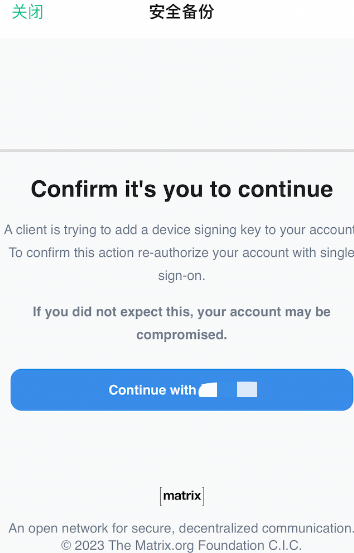 关闭
安全备份
Confirm it's you to continue
A client is trying to add a device signing key to your account
To confirm this action re-authorize your account with single
sign-on.
If you did not expect this, your account may be
compromised.
Continue with
[matrix]
An open network for secure, decentralized communication.
© 2023 The Matrix.org Foundation C.I.C.